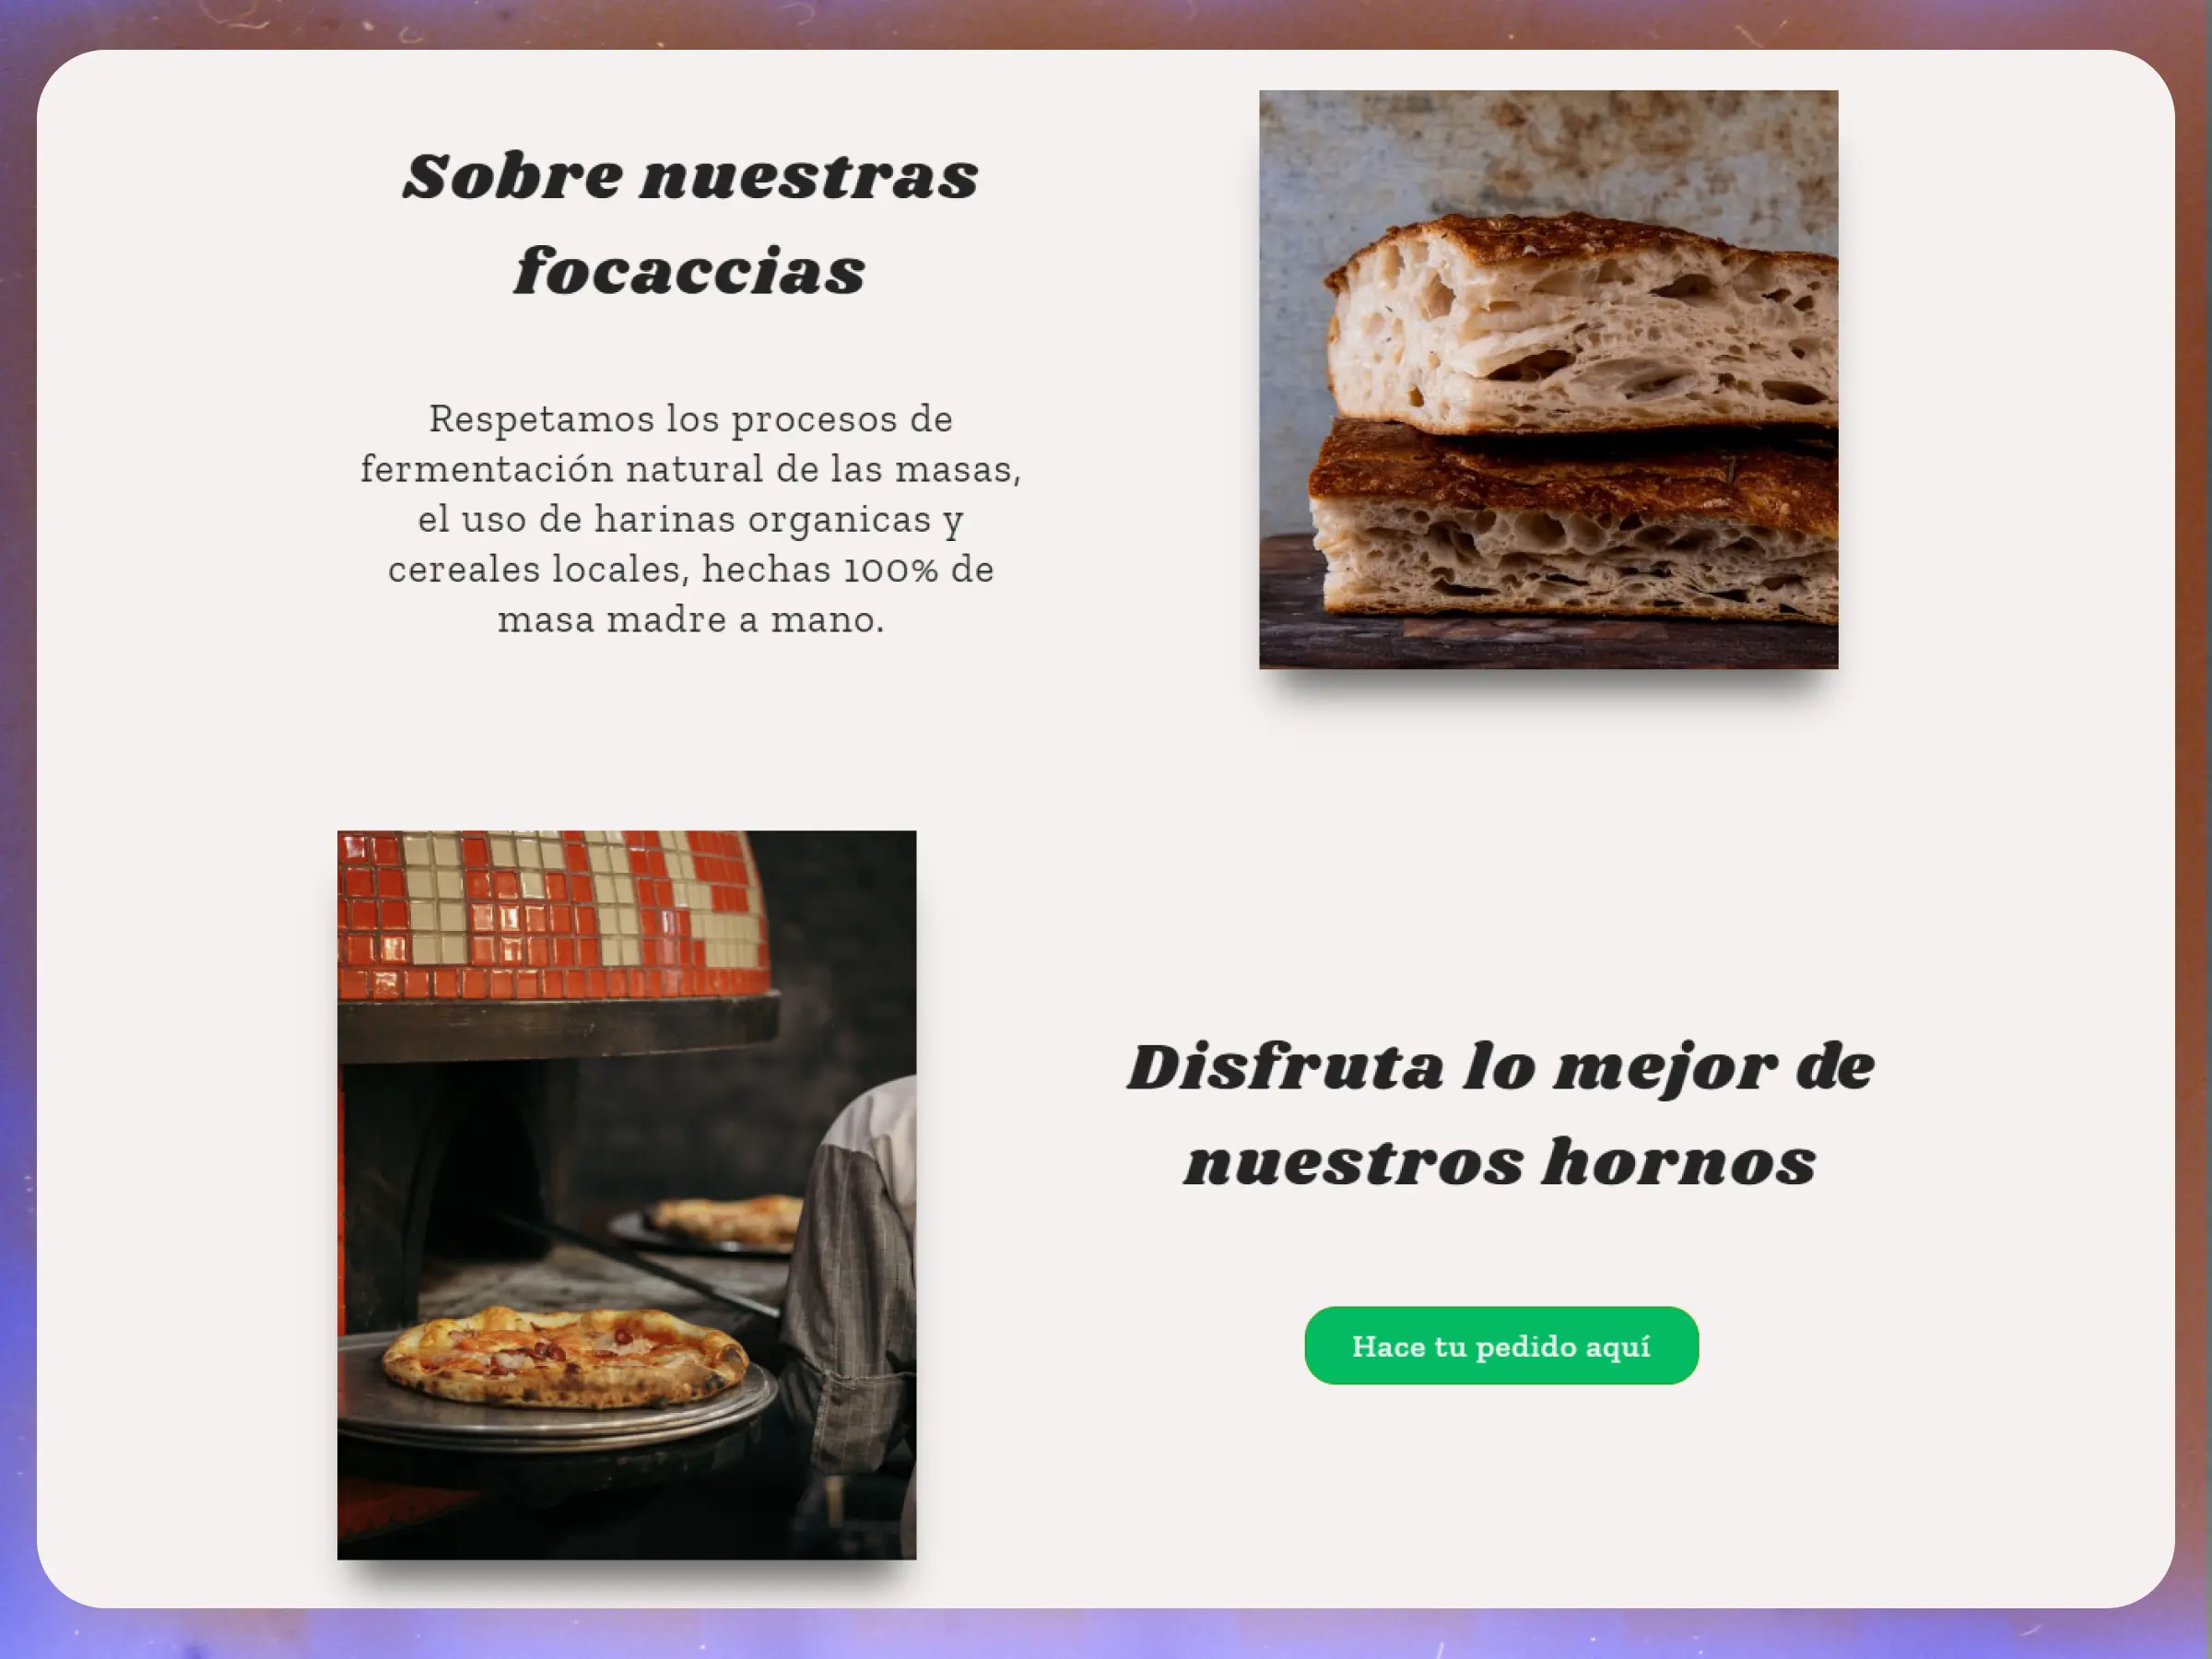 Sobre nuestras
focaccias
Respetamos los procesos de
fermentación natural de las masas,
el uso de harinas organicas y
cereales locales, hechas 100% de
masa madre a mano.
Disfruta lo mejor de
nuestros hornos
Hace tu pedido aquí